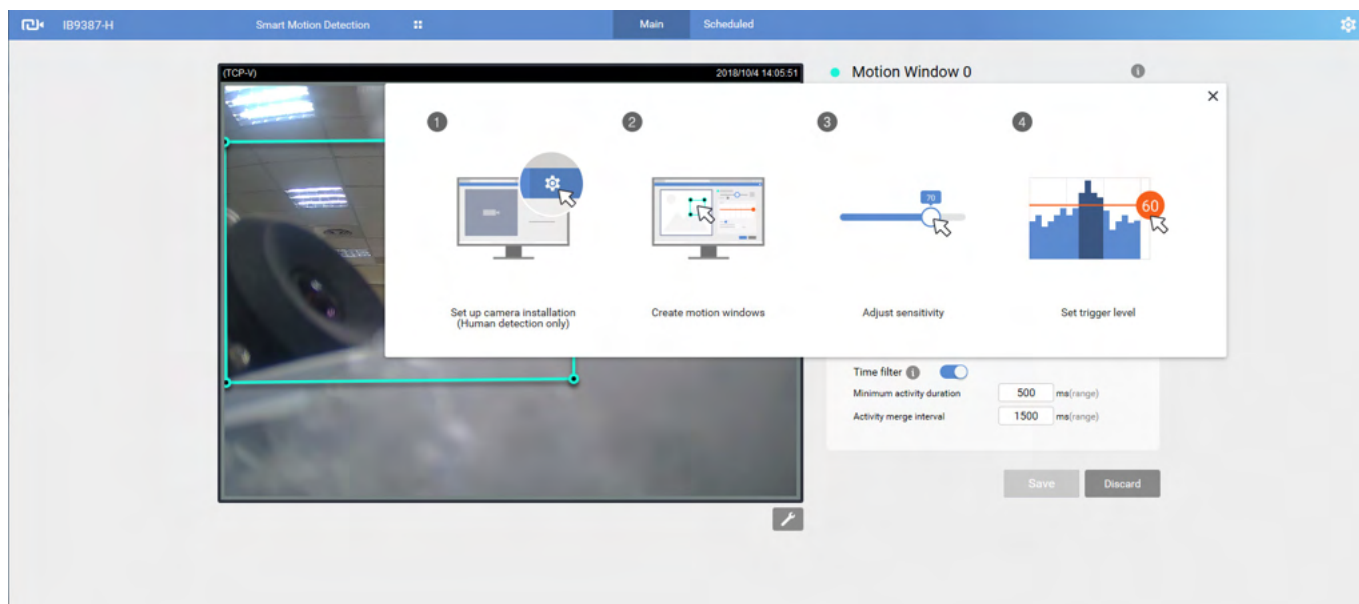 IB9387-H
Smart Motion Detection
Main
Scheduled
(TCP-V)
2018/10/4 14:05:51
Motion Window 0
1
2
3
4
70
60
Set up camera installation
(Human detection only)
Create motion windows
Adjust sensitivity
Set trigger level
Time filter
Minimum activity duration
500 ms(range)
Activity merge interval
1500 ms(range)
Save
Discard